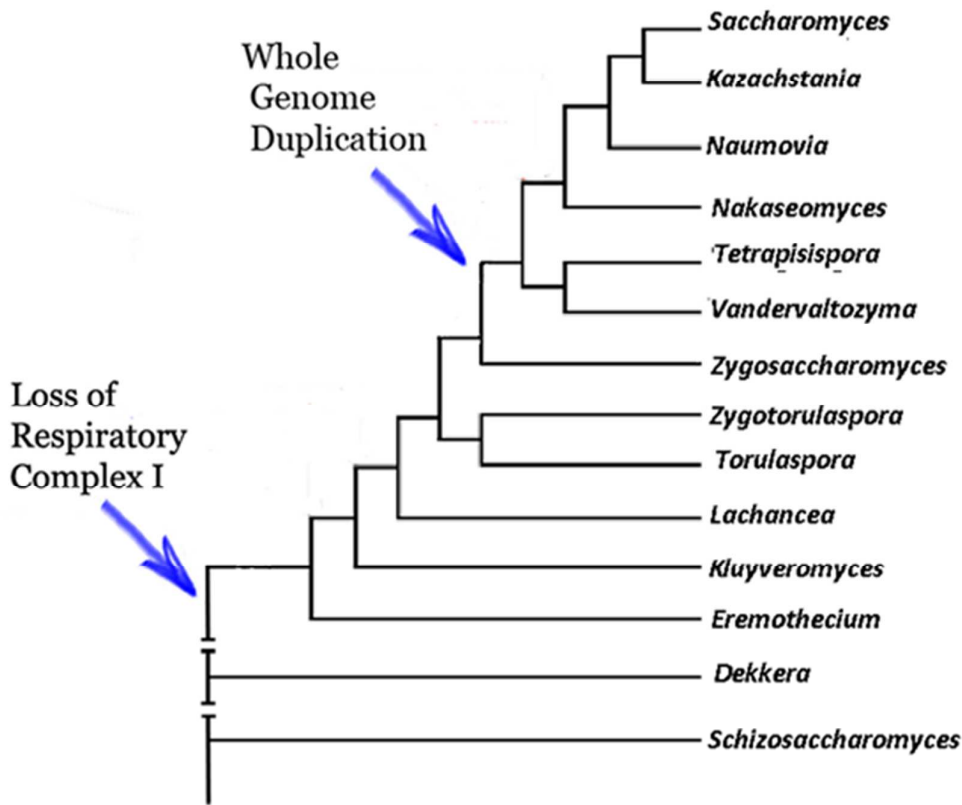 Whole
Genome
Duplication
Saccharomyces
Kazachstania
Naumovia
Nakaseomyces
Tetrapisispora
Vandervaltozyma
Zygosaccharomyces
Loss of
Respiratory
Complex I
Zygotorulaspora
Torulaspora
Lachancea
Kluyveromyces
Eremothecium
Dekkera
Schizosaccharomyces